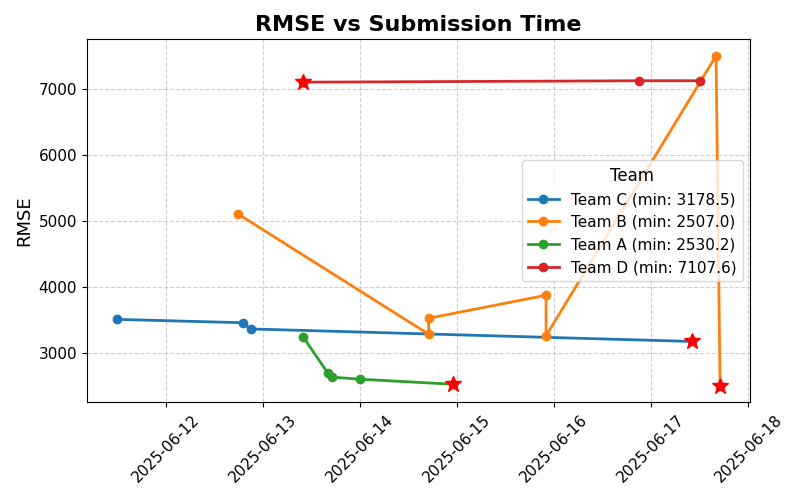 RMSE vs Submission Time
RMSE
7000
6000
5000
4000
3000
Team
Team C (min: 3178.5)
Team B (min: 2507.0)
Team A (min: 2530.2)
Team D (min: 7107.6)
2025-06-12
2025-06-13
2025-06-14
2025-06-15
2025-06-16
2025-06-17
2025-06-18